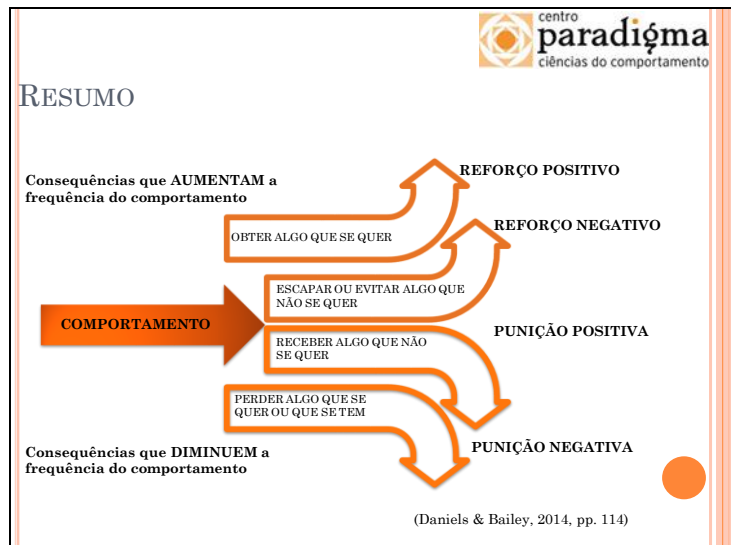 centro
paradigma
ciências do comportamento
RESUMO
Consequências que AUMENTAM a
frequência do comportamento
REFORÇO POSITIVO
OBTER ALGO QUE SE QUER
REFORÇO NEGATIVO
ESCAPAR OU EVITAR ALGO QUE
NÃO SE QUER
COMPORTAMENTO
RECEBER ALGO QUE NÃO
SE QUER
PUNIÇÃO POSITIVA
PERDER ALGO QUE SE
QUER OU QUE SE TEM
PUNIÇÃO NEGATIVA
Consequências que DIMINUEM a
frequência do comportamento
(Daniels & Bailey, 2014, pp. 114)